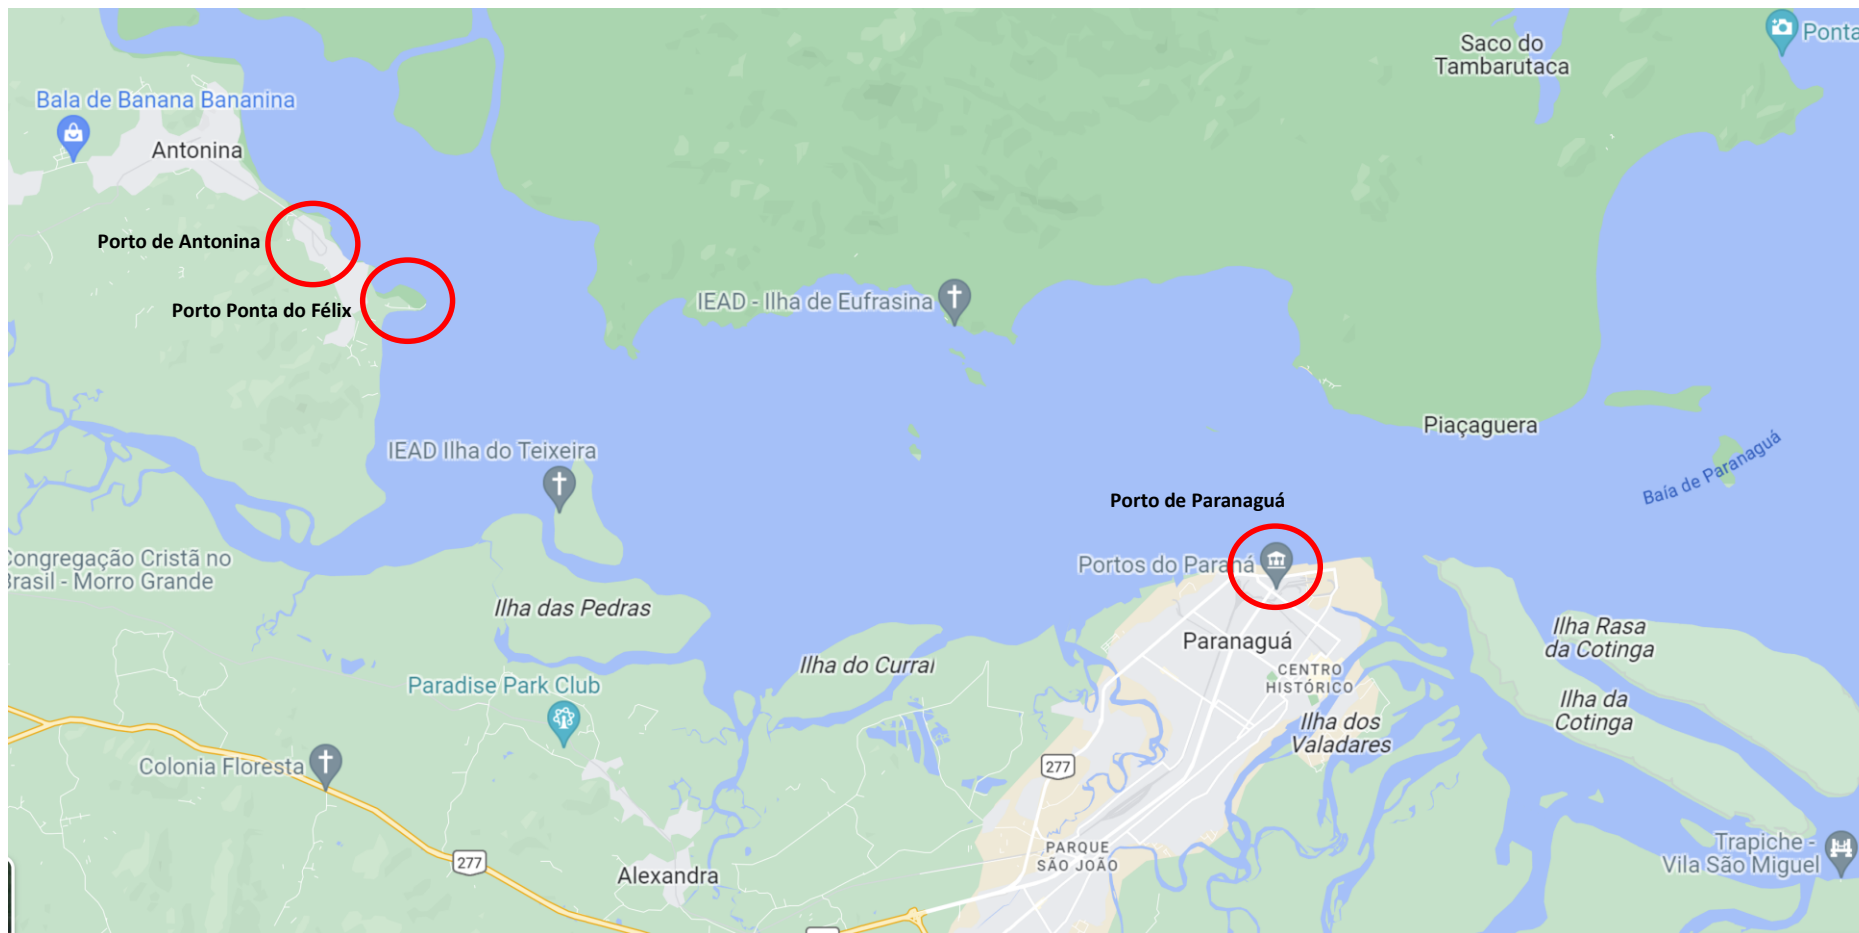 Saco do
Tambarutaca
Ponta
Bala de Banana Bananina
Antonina
Porto de Antonina
Porto Ponta do Félix
IEAD - Ilha de Eufrasina
Piaçaguera
Baía de Paranaguá
IEAD Ilha do Teixeira
Porto de Paranaguá
Congregação Cristã no
Brasil - Morro Grande
Portos do Paraná
Ilha das Pedras
Ilha Rasa
da Cotinga
Paranaguá
Ilha do Curral
CENTRO
HISTÓRICO
Paradise Park Club
Ilha da
Cotinga
Ilha dos
Valadares
Colonia Floresta
277
277
PARQUE
SÃO JOÃO
Trapiche -
Vila São Miguel
Alexandra